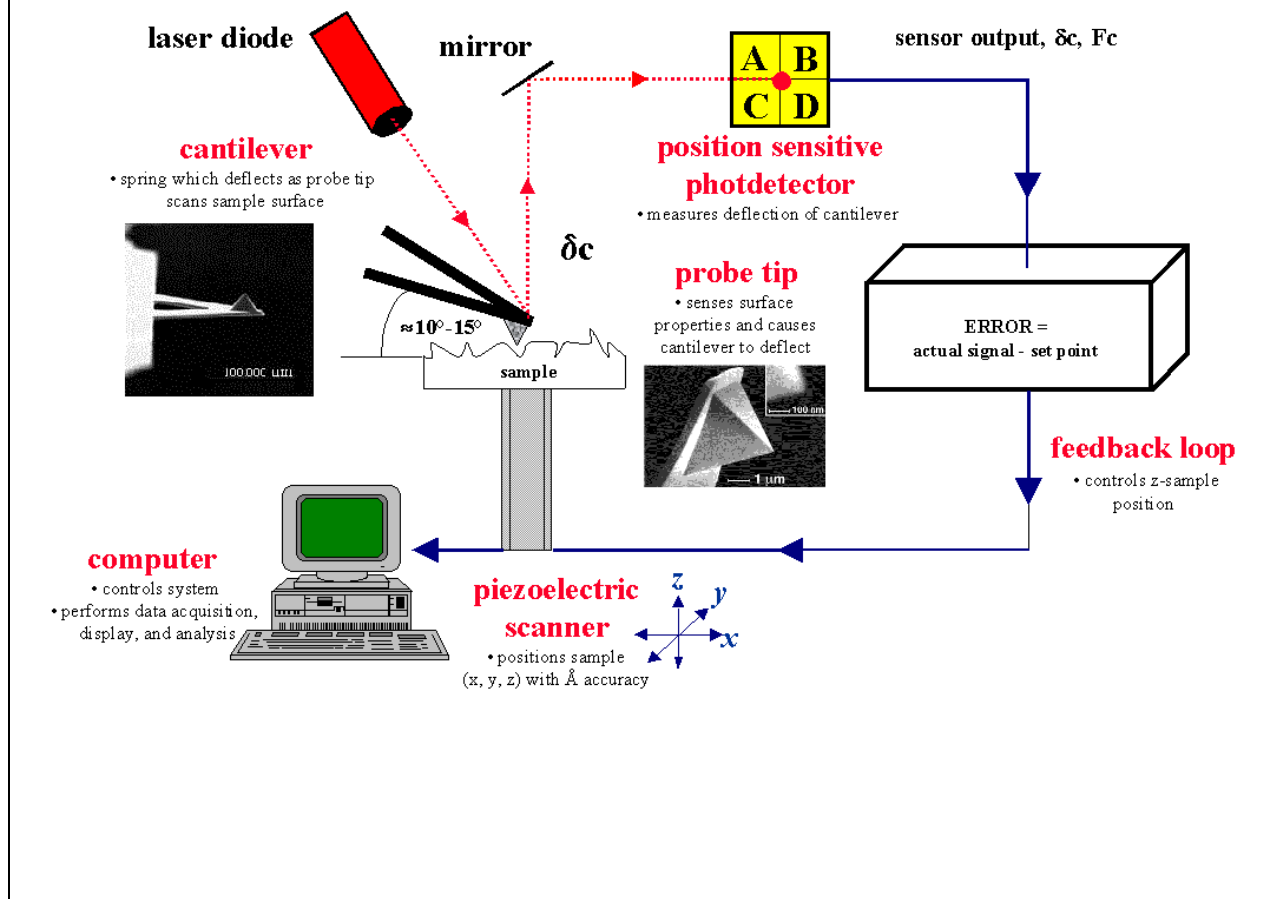 laser diode
mirror
A B
C D
sensor output, δc, Fc
cantilever
• spring which deflects as probe tip
scans sample surface
100.000 μm
position sensitive
photdetector
• measures deflection of cantilever
δc
≈10°-15°
sample
probe tip
• senses surface
properties and causes
cantilever to deflect
100 nm
1 μm
ERROR =
actual signal - set point
feedback loop
• controls z-sample
position
computer
• controls system
• performs data acquisition,
display, and analysis
piezoelectric
scanner
• positions sample
(x, y, z) with Å accuracy
z
y
x